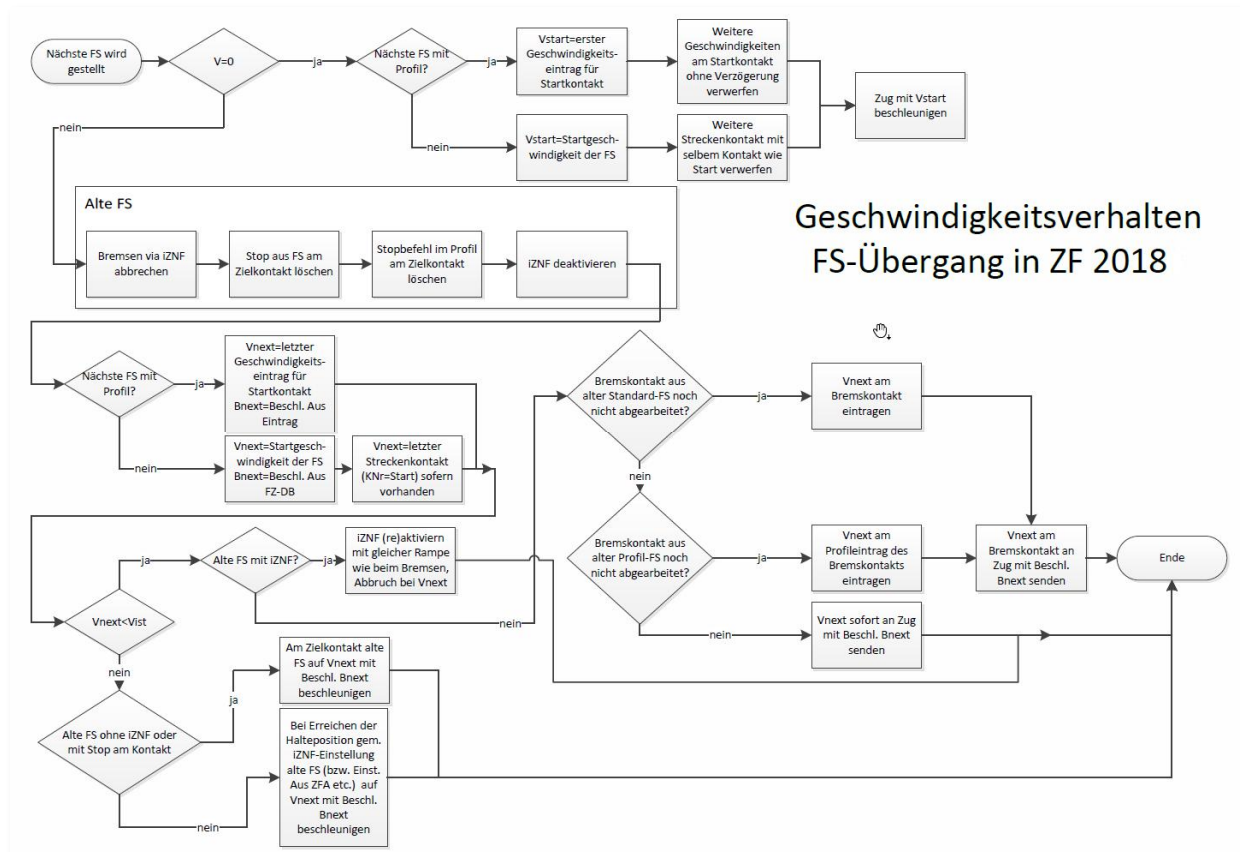 Nächste FS wird
gestellt
V=0
ja
Nächste FS mit
Profil?
ja
Vstart=erster
Geschwindigkeits-
eintrag für
Startkontakt
Weitere
Geschwindigkeiten
am Startkontakt
ohne Verzögerung
verwerfen
Zug mit Vstart
beschleunigen
nein
nein
Vstart=Startgesch-
windigkeit der FS
Weitere
Streckenkontakt mit
selbem Kontakt wie
Start verwerfen
Geschwindigkeitsverhalten
FS-Übergang in ZF 2018
Alte FS
Bremsen via iZNF
abbrechen
Stop aus FS am
Zielkontakt löschen
Stopbefehl im Profil
am Zielkontakt
löschen
iZNF deaktivieren
Nächste FS mit
Profil?
ja
Vnext=letzter
Geschwindigkeits-
eintrag für
Startkontakt
Bnext=Beschl. Aus
Eintrag
nein
Vnext=Startgesch-
windigkeit der FS
Bnext=Beschl. Aus
FZ-DB
Vnext=letzter
Streckenkontakt
(KNr=Start) sofern
vorhanden
Bremskontakt aus
alter Standard-FS noch
nicht abgearbeitet?
ja
Vnext am
Bremskontakt
eintragen
nein
Bremskontakt aus
alter Profil-FS noch
nicht abgearbeitet?
ja
Vnext am
Profileintrag des
Bremskontakts
eintragen
Vnext am
Bremskontakt an
Zug mit Beschl.
Bnext senden
Ende
nein
Vnext sofort an Zug
mit Beschl. Bnext
senden
Vnext<Vist
ja
Alte FS mit iZNF?
ja
iZNF (re)aktiviern
mit gleicher Rampe
wie beim Bremsen,
Abbruch bei Vnext
nein
nein
Alte FS ohne iZNF oder
mit Stop am Kontakt
ja
Am Zielkontakt alte
FS auf Vnext mit
Beschl. Bnext
beschleunigen
nein
Bei Erreichen der
Halteposition gem.
iZNF-Einstellung
alte FS (bzw. Einst.
Aus ZFA etc.) auf
Vnext mit Beschl.
Bnext
beschleunigen